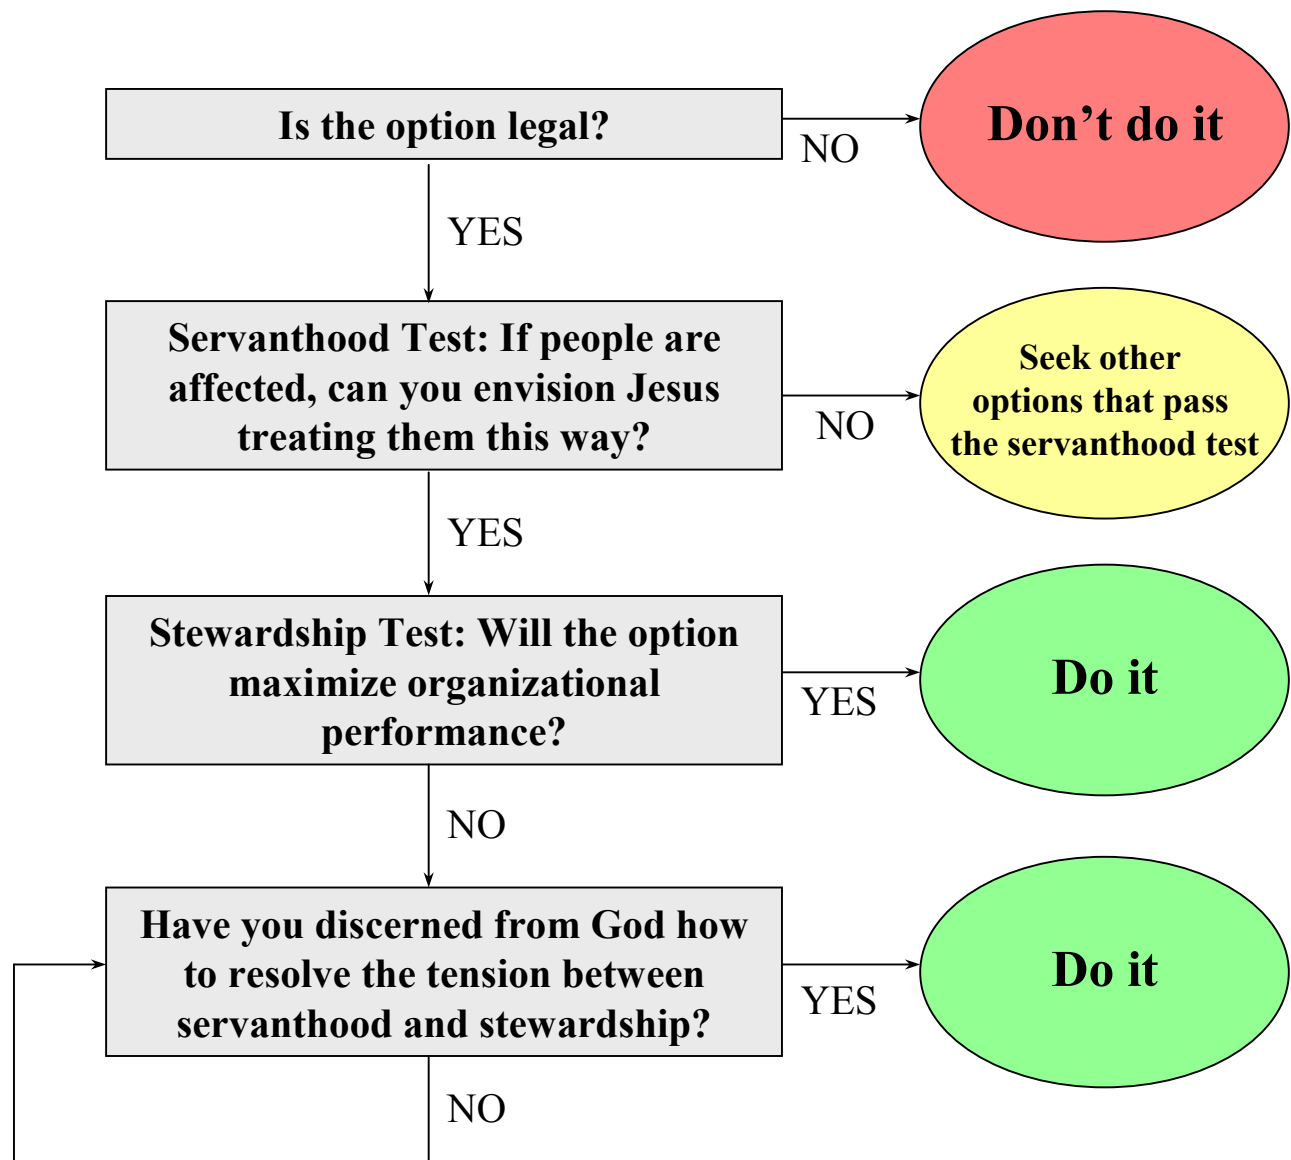 Is the option legal?
NO
Don’t do it
YES
Servanthood Test: If people are
affected, can you envision Jesus
treating them this way?
NO
Seek other
options that pass
the servanthood test
YES
Stewardship Test: Will the option
maximize organizational
performance?
YES
Do it
NO
Have you discerned from God how
to resolve the tension between
servanthood and stewardship?
YES
Do it
NO